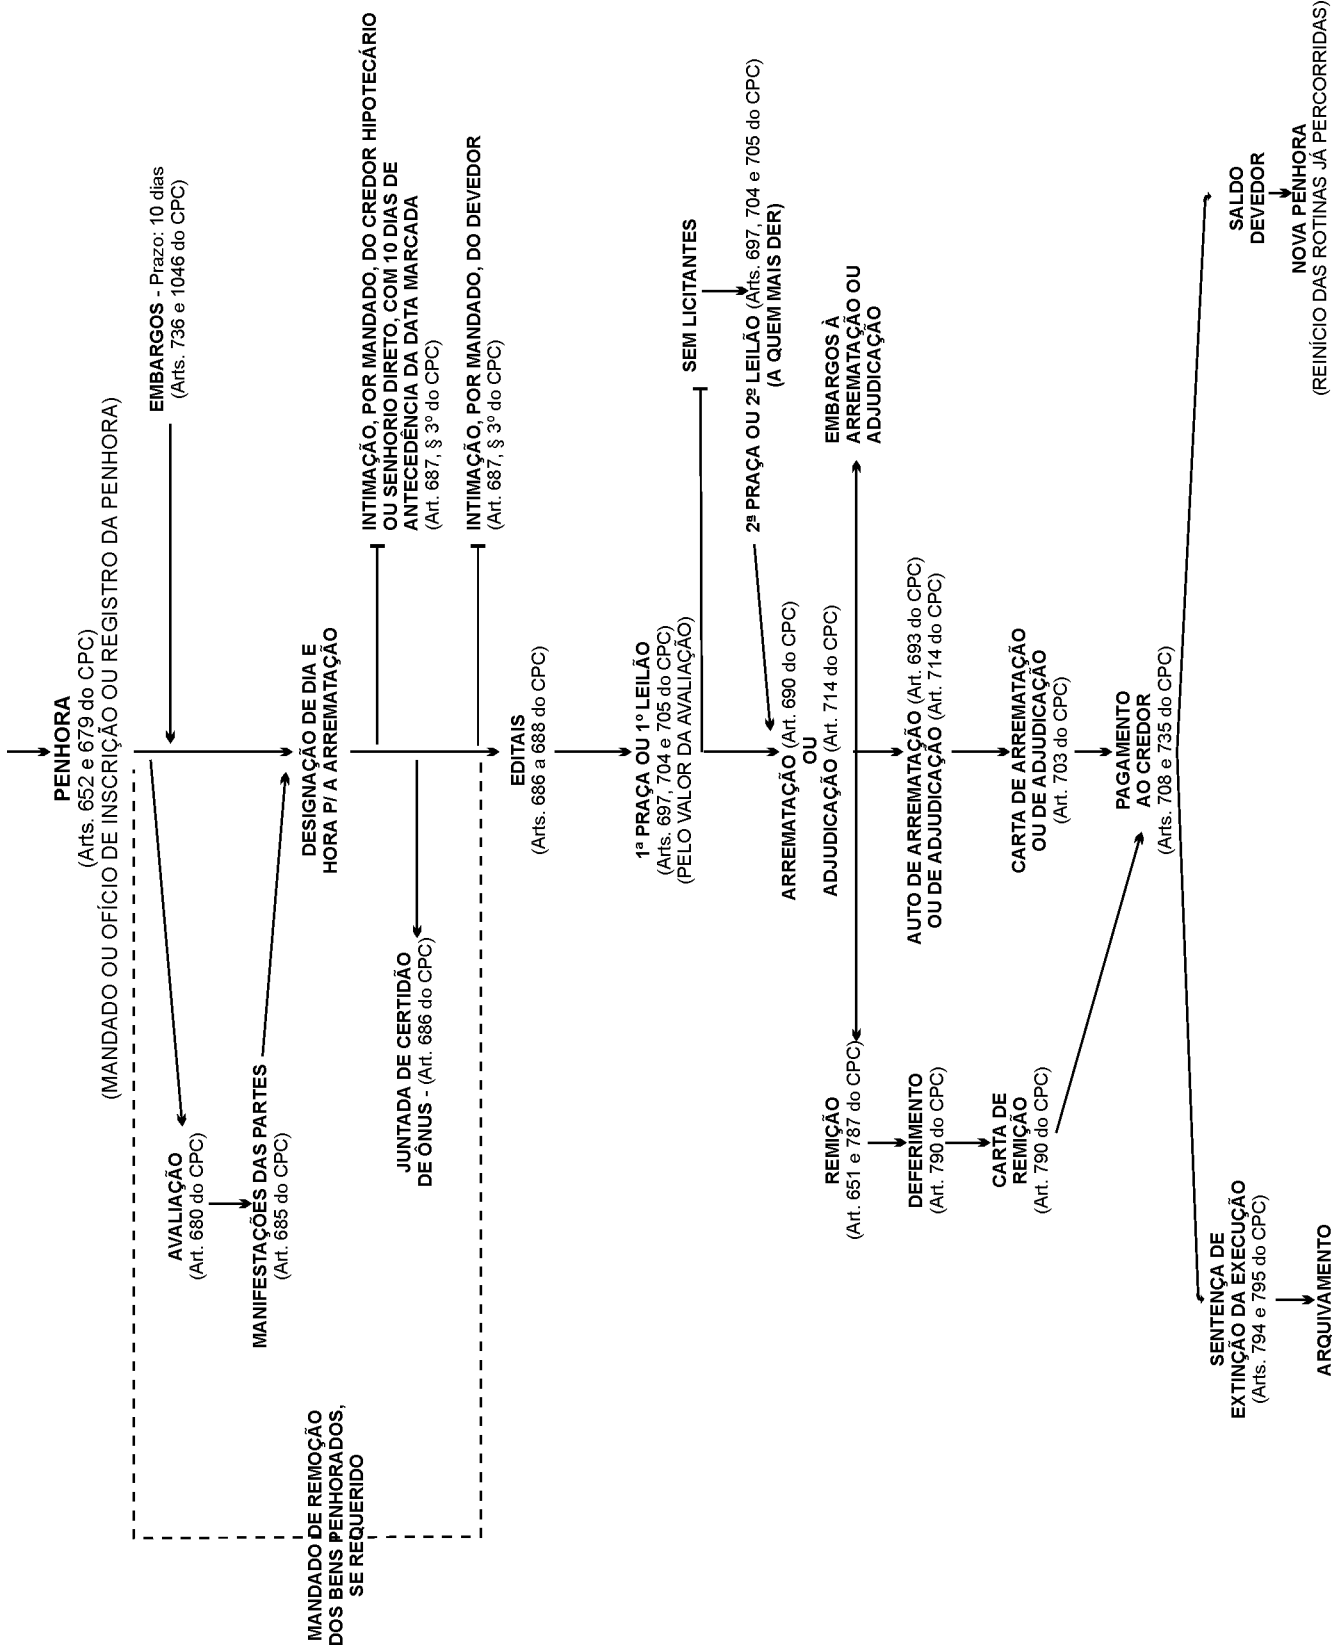 PENHORA
(Arts. 652 e 679 do CPC)
(MANDADO OU OFÍCIO DE INSCRIÇÃO OU REGISTRO DA PENHORA)
EMBARGOS - Prazo: 10 dias
(Arts. 736 e 1046 do CPC)
AVALIAÇÃO
(Art. 680 do CPC)
MANIFESTAÇÕES DAS PARTES
(Art. 685 do CPC)
MANDADO DE REMOÇÃO
DOS BENS PENHORADOS,
SE REQUERIDO
DESIGNAÇÃO DE DIA E
HORA P/ A ARREMATAÇÃO
INTIMAÇÃO, POR MANDADO, DO CREDOR HIPOTECÁRIO
OU SENHORIO DIRETO, COM 10 DIAS DE
ANTECEDÊNCIA DA DATA MARCADA
(Art. 687, § 3º do CPC)
JUNTADA DE CERTIDÃO
DE ÔNUS - (Art. 686 do CPC)
INTIMAÇÃO, POR MANDADO, DO DEVEDOR
(Art. 687, § 3º do CPC)
EDITAIS
(Arts. 686 a 688 do CPC)
1ª PRAÇA OU 1º LEILÃO
(Arts. 697, 704 e 705 do CPC)
(PELO VALOR DA AVALIAÇÃO)
SEM LICITANTES
2ª PRAÇA OU 2º LEILÃO (Arts. 697, 704 e 705 do CPC)
(A QUEM MAIS DER)
ARREMATAÇÃO (Art. 690 do CPC)
OU
ADJUDICAÇÃO (Art. 714 do CPC)
EMBARGOS À
ARREMATAÇÃO OU
ADJUDICAÇÃO
REMIÇÃO
(Art. 651 e 787 do CPC)
DEFERIMENTO
(Art. 790 do CPC)
CARTA DE
REMIÇÃO
(Art. 790 do CPC)
AUTO DE ARREMATAÇÃO (Art. 693 do CPC)
OU DE ADJUDICAÇÃO (Art. 714 do CPC)
CARTA DE ARREMATAÇÃO
OU DE ADJUDICAÇÃO
(Art. 703 do CPC)
PAGAMENTO
AO CREDOR
(Arts. 708 e 735 do CPC)
SENTENÇA DE
EXTINÇÃO DA EXECUÇÃO
(Arts. 794 e 795 do CPC)
ARQUIVAMENTO
SALDO
DEVEDOR
NOVA PENHORA
(REINÍCIO DAS ROTINAS JÁ PERCORRIDAS)